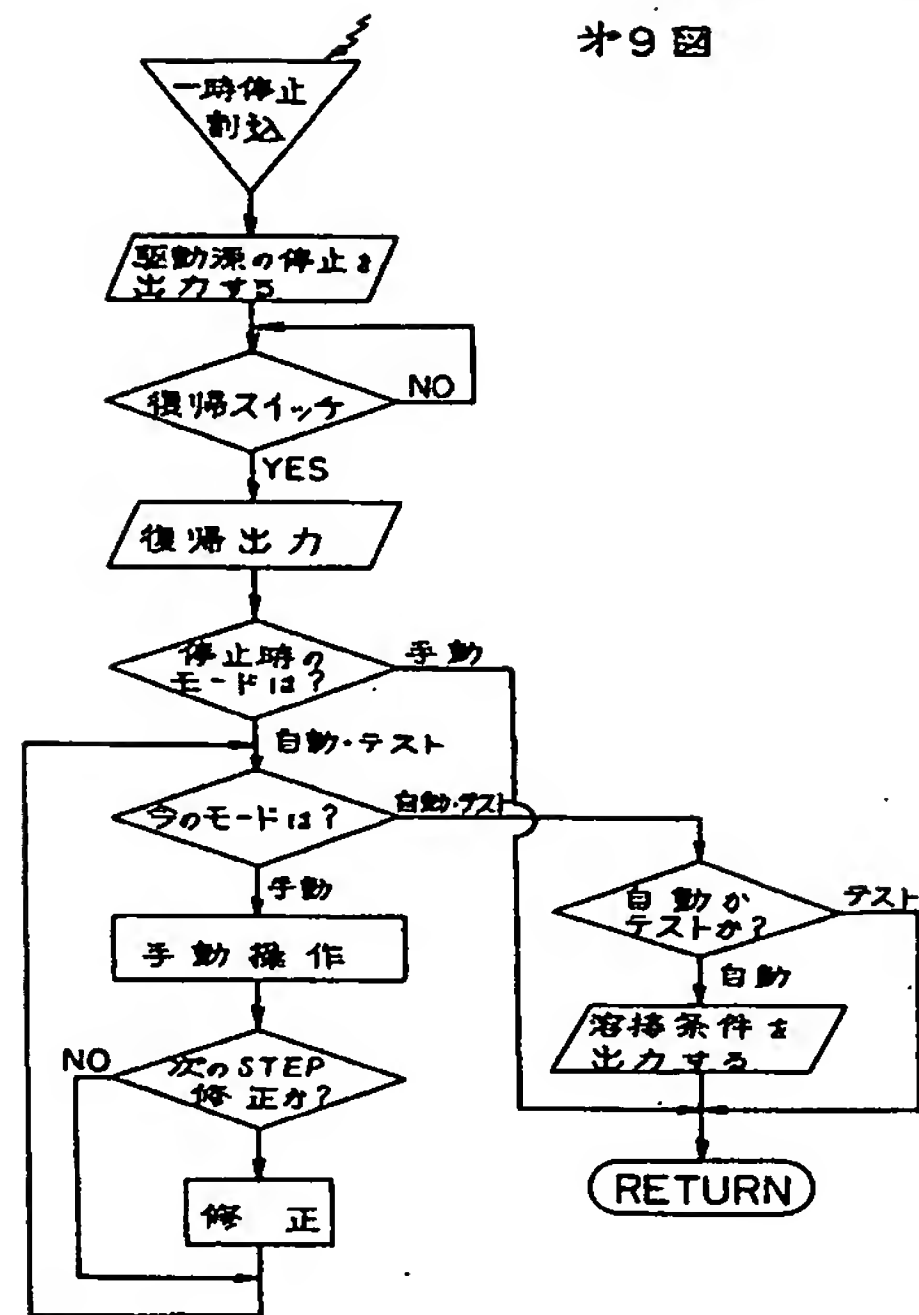 第9図
一時停止
割込
駆動源の停止を
出力する
復帰スイッチ
NO
YES
復帰出力
停止時の
モードは?
手動
自動・テスト
今のモードは?
自動・テスト
手動
手動操作
自動か
テストか?
テスト
自動
溶接条件を
出力する
次のSTEP
修正か?
NO
修正
RETURN